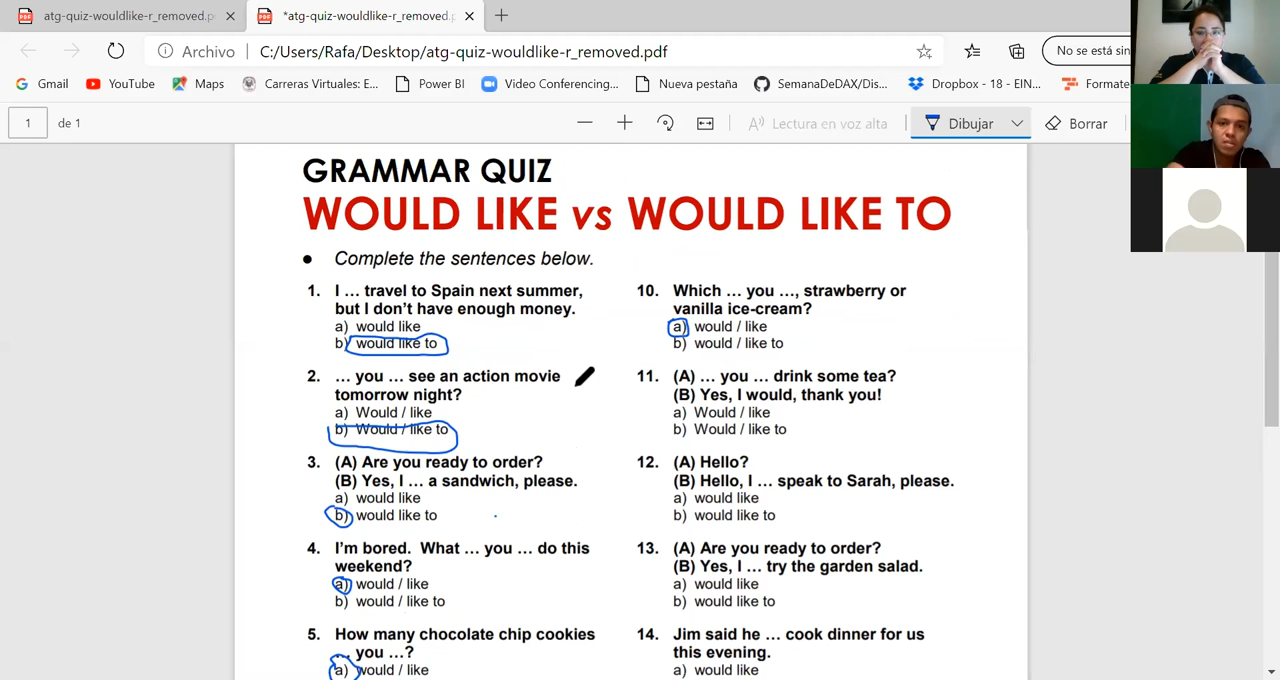 atg-quiz-wouldlike-r_removed.p
*atg-quiz-wouldlike-r_removed.pdf
Archivo C:/Users/Rafa/Desktop/atg-quiz-wouldlike-r_removed.pdf No se está sin
Gmail YouTube Maps Carreras Virtuales: E... Power BI Video Conferencing,... Nueva pestaña SemanaDeDAX/Dis... Dropbox - 18 - EIN... Formate
1 de 1 Lectura en voz alta Dibujar Borrar
GRAMMAR QUIZ
WOULD LIKE vs WOULD LIKE TO
● Complete the sentences below.
1. I … travel to Spain next summer,
but I don't have enough money.
a) would like
b) would like to
2. … you … see an action movie
tomorrow night?
a) Would / like
b) Would / like to
3. (A) Are you ready to order?
(B) Yes, I … a sandwich, please.
a) would like
b) would like to
4. I'm bored. What … you … do this
weekend?
a) would / like
b) would / like to
5. How many chocolate chip cookies
… you …?
a) would / like
10. Which … you …, strawberry or
vanilla ice-cream?
a) would / like
b) would / like to
11. (A) … you … drink some tea?
(B) Yes, I would, thank you!
a) Would / like
b) Would / like to
12. (A) Hello?
(B) Hello, I … speak to Sarah, please.
a) would like
b) would like to
13. (A) Are you ready to order?
(B) Yes, I … try the garden salad.
a) would like
b) would like to
14. Jim said he … cook dinner for us
this evening.
a) would like